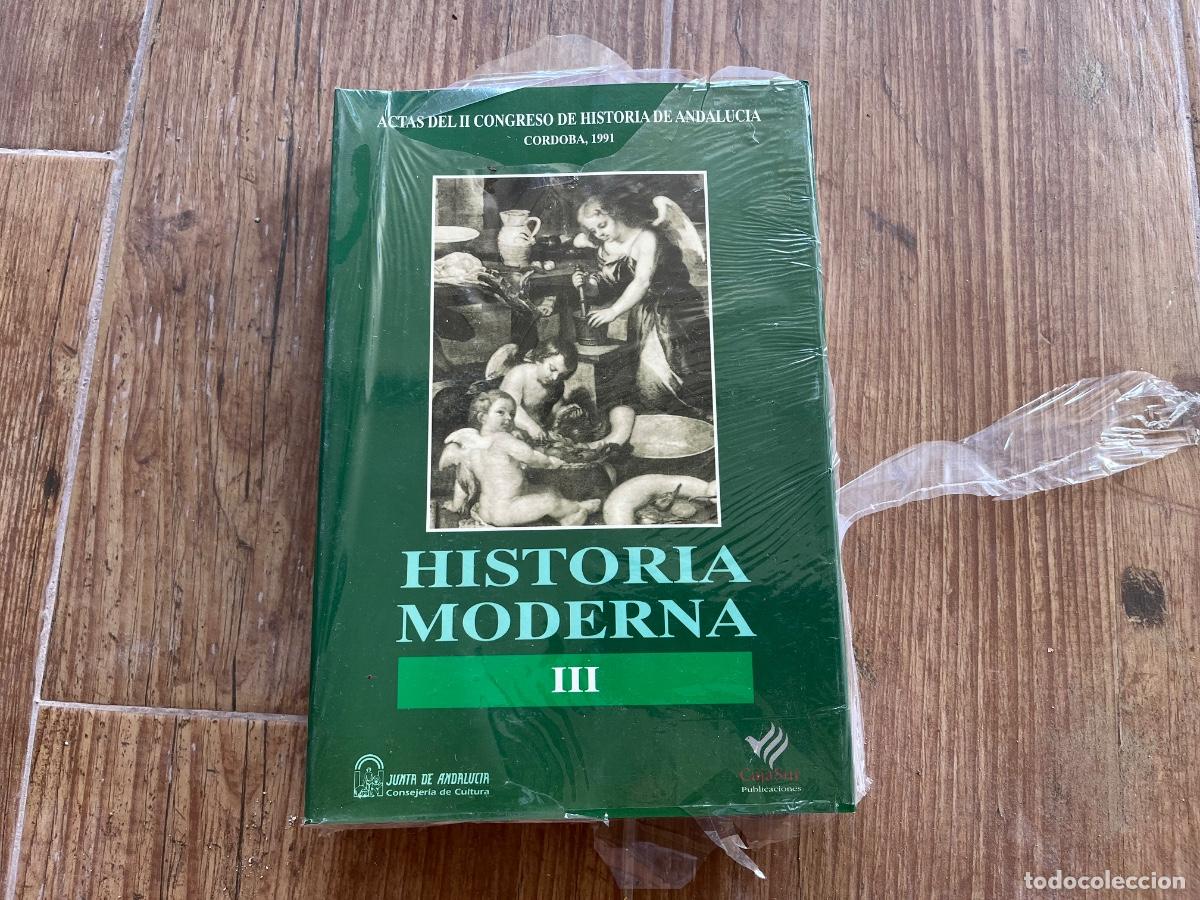 ACTAS DEL II CONGRESO DE HISTORIA DE ANDALUCIA
CORDOBA, 1991
HISTORIA
MODERNA
III
JUNTA DE ANDALUCIA
Consejería de Cultura
CajaSur
Publicaciones
todocoleccion